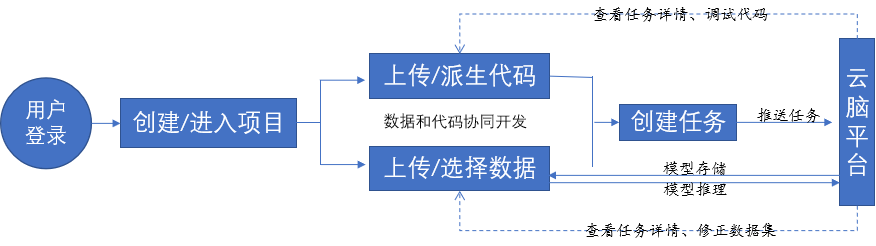 查看任务详情、调试代码
用户
登录
创建/进入项目
上传/派生代码
数据和代码协同开发
上传/选择数据
创建任务
推送任务
云脑平台
模型存储
模型推理
查看任务详情、修正数据集